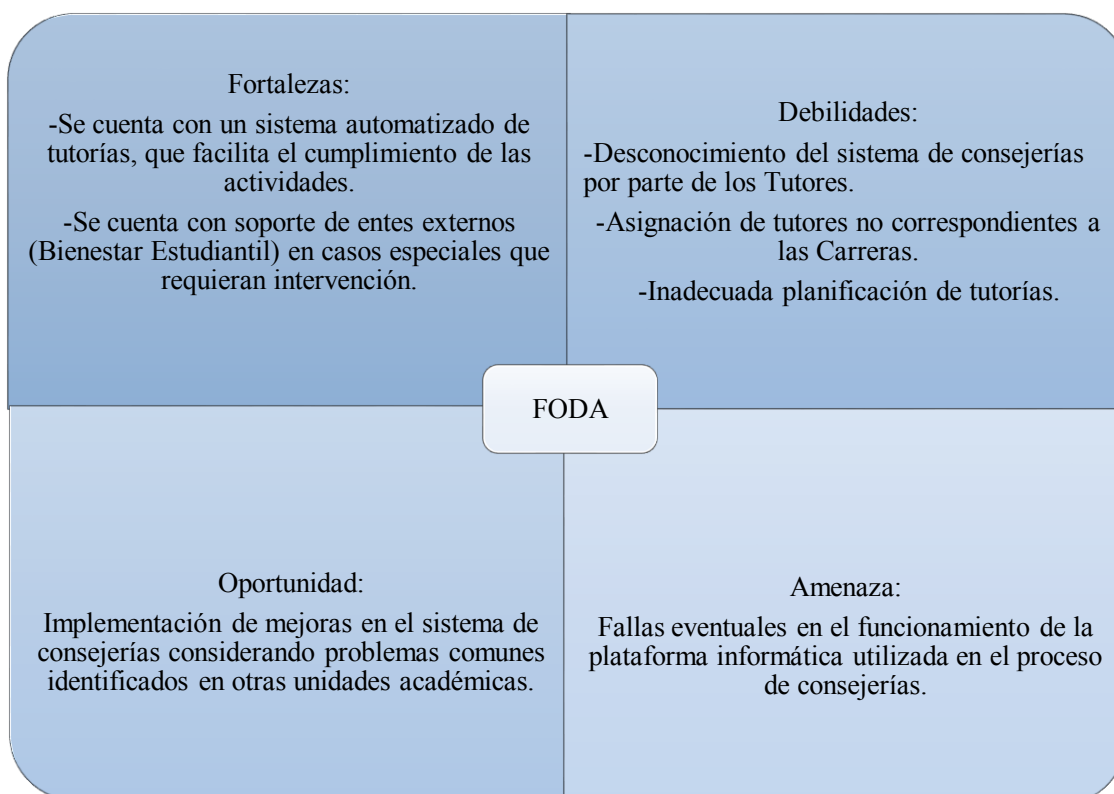 Fortalezas:
-Se cuenta con un sistema automatizado de
tutorías, que facilita el cumplimiento de las
actividades.
-Se cuenta con soporte de entes externos
(Bienestar Estudiantil) en casos especiales que
requieran intervención.
Debilidades:
-Desconocimiento del sistema de consejerías
por parte de los Tutores.
-Asignación de tutores no correspondientes a
las Carreras.
-Inadecuada planificación de tutorías.
FODA
Oportunidad:
Implementación de mejoras en el sistema de
consejerías considerando problemas comunes
identificados en otras unidades académicas.
Amenaza:
Fallas eventuales en el funcionamiento de la
plataforma informática utilizada en el proceso
de consejerías.